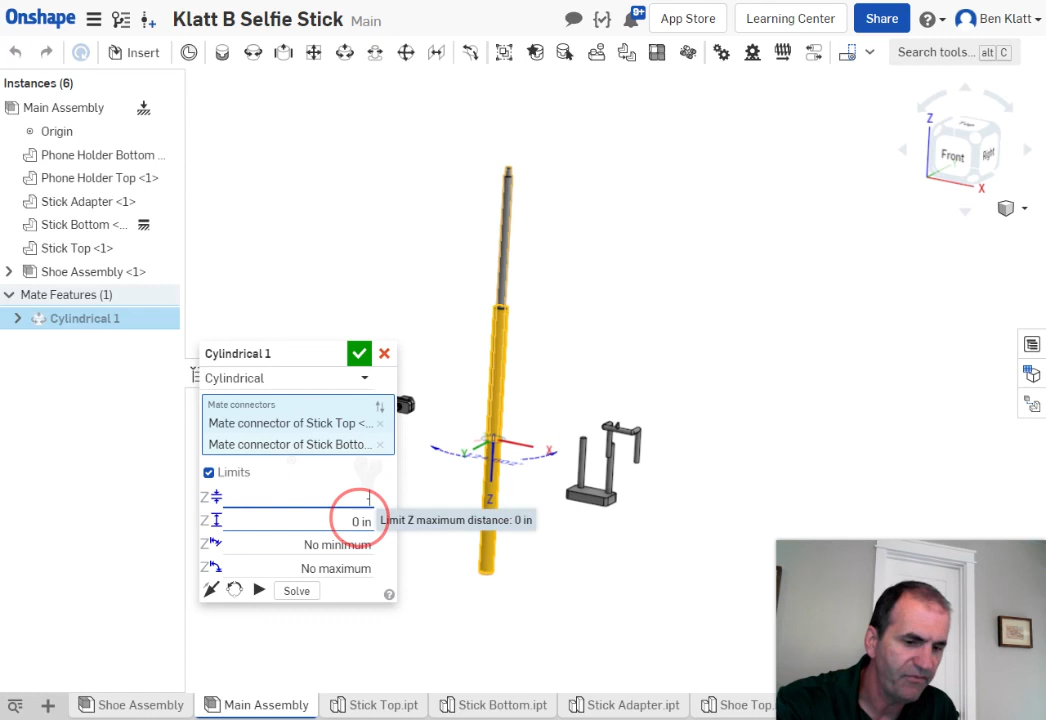 Onshape Klatt B Selfie Stick Main 9+ App Store Learning Center Share Ben Klatt
Insert Search tools... alt C
Instances (6)
Main Assembly
Origin
Phone Holder Bottom ...
Phone Holder Top <1>
Stick Adapter <1>
Stick Bottom <...
Stick Top <1>
Shoe Assembly <1>
Mate Features (1)
Cylindrical 1
Z
Top
Front
Right
X
Cylindrical 1
Cylindrical
Mate connectors
Mate connector of Stick Top <...
Mate connector of Stick Botto...
Limits
Z -
Z 0 in
Limit Z maximum distance: 0 in
Z No minimum
Z No maximum
Solve
Y
X
Z
Shoe Assembly Main Assembly Stick Top.ipt Stick Bottom.ipt Stick Adapter.ipt Shoe Top.